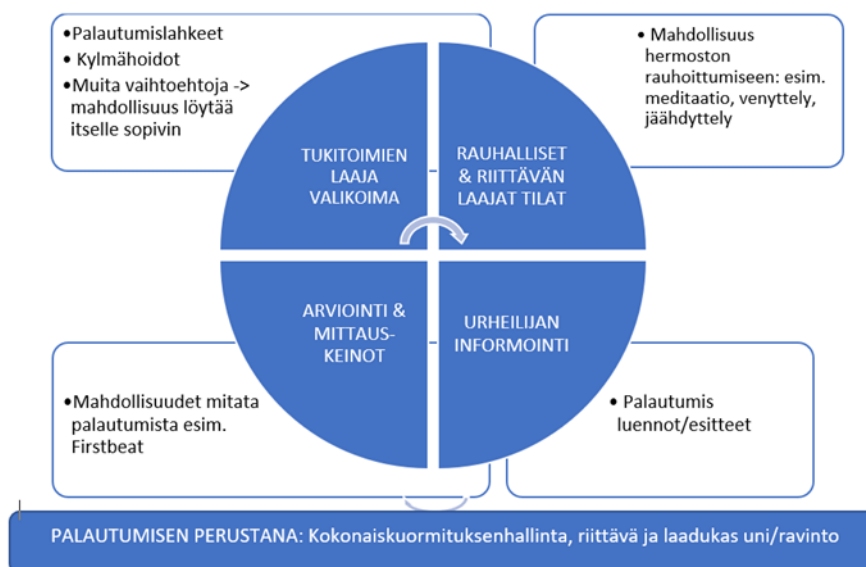 •Palautumislahkeet
• Kylmähoidot
•Muita vaihtoehtoja ->
mahdollisuus löytää
itselle sopivin
• Mahdollisuus
hermoston
rauhoittumiseen: esim.
meditaatio, venyttely,
jäähdyttely
TUKITOIMIEN
LAAJA
VALIKOIMA
RAUHALLISET
& RIITTÄVÄN
LAAJAT TILAT
ARVIOINTI &
MITTAUS-
KEINOT
URHEILIJAN
INFORMOINTI
•Mahdollisuudet mitata
palautumista esim.
Firstbeat
• Palautumis
luennot/esitteet
PALAUTUMISEN PERUSTANA: Kokonaiskuormituksenhallinta, riittävä ja laadukas uni/ravinto